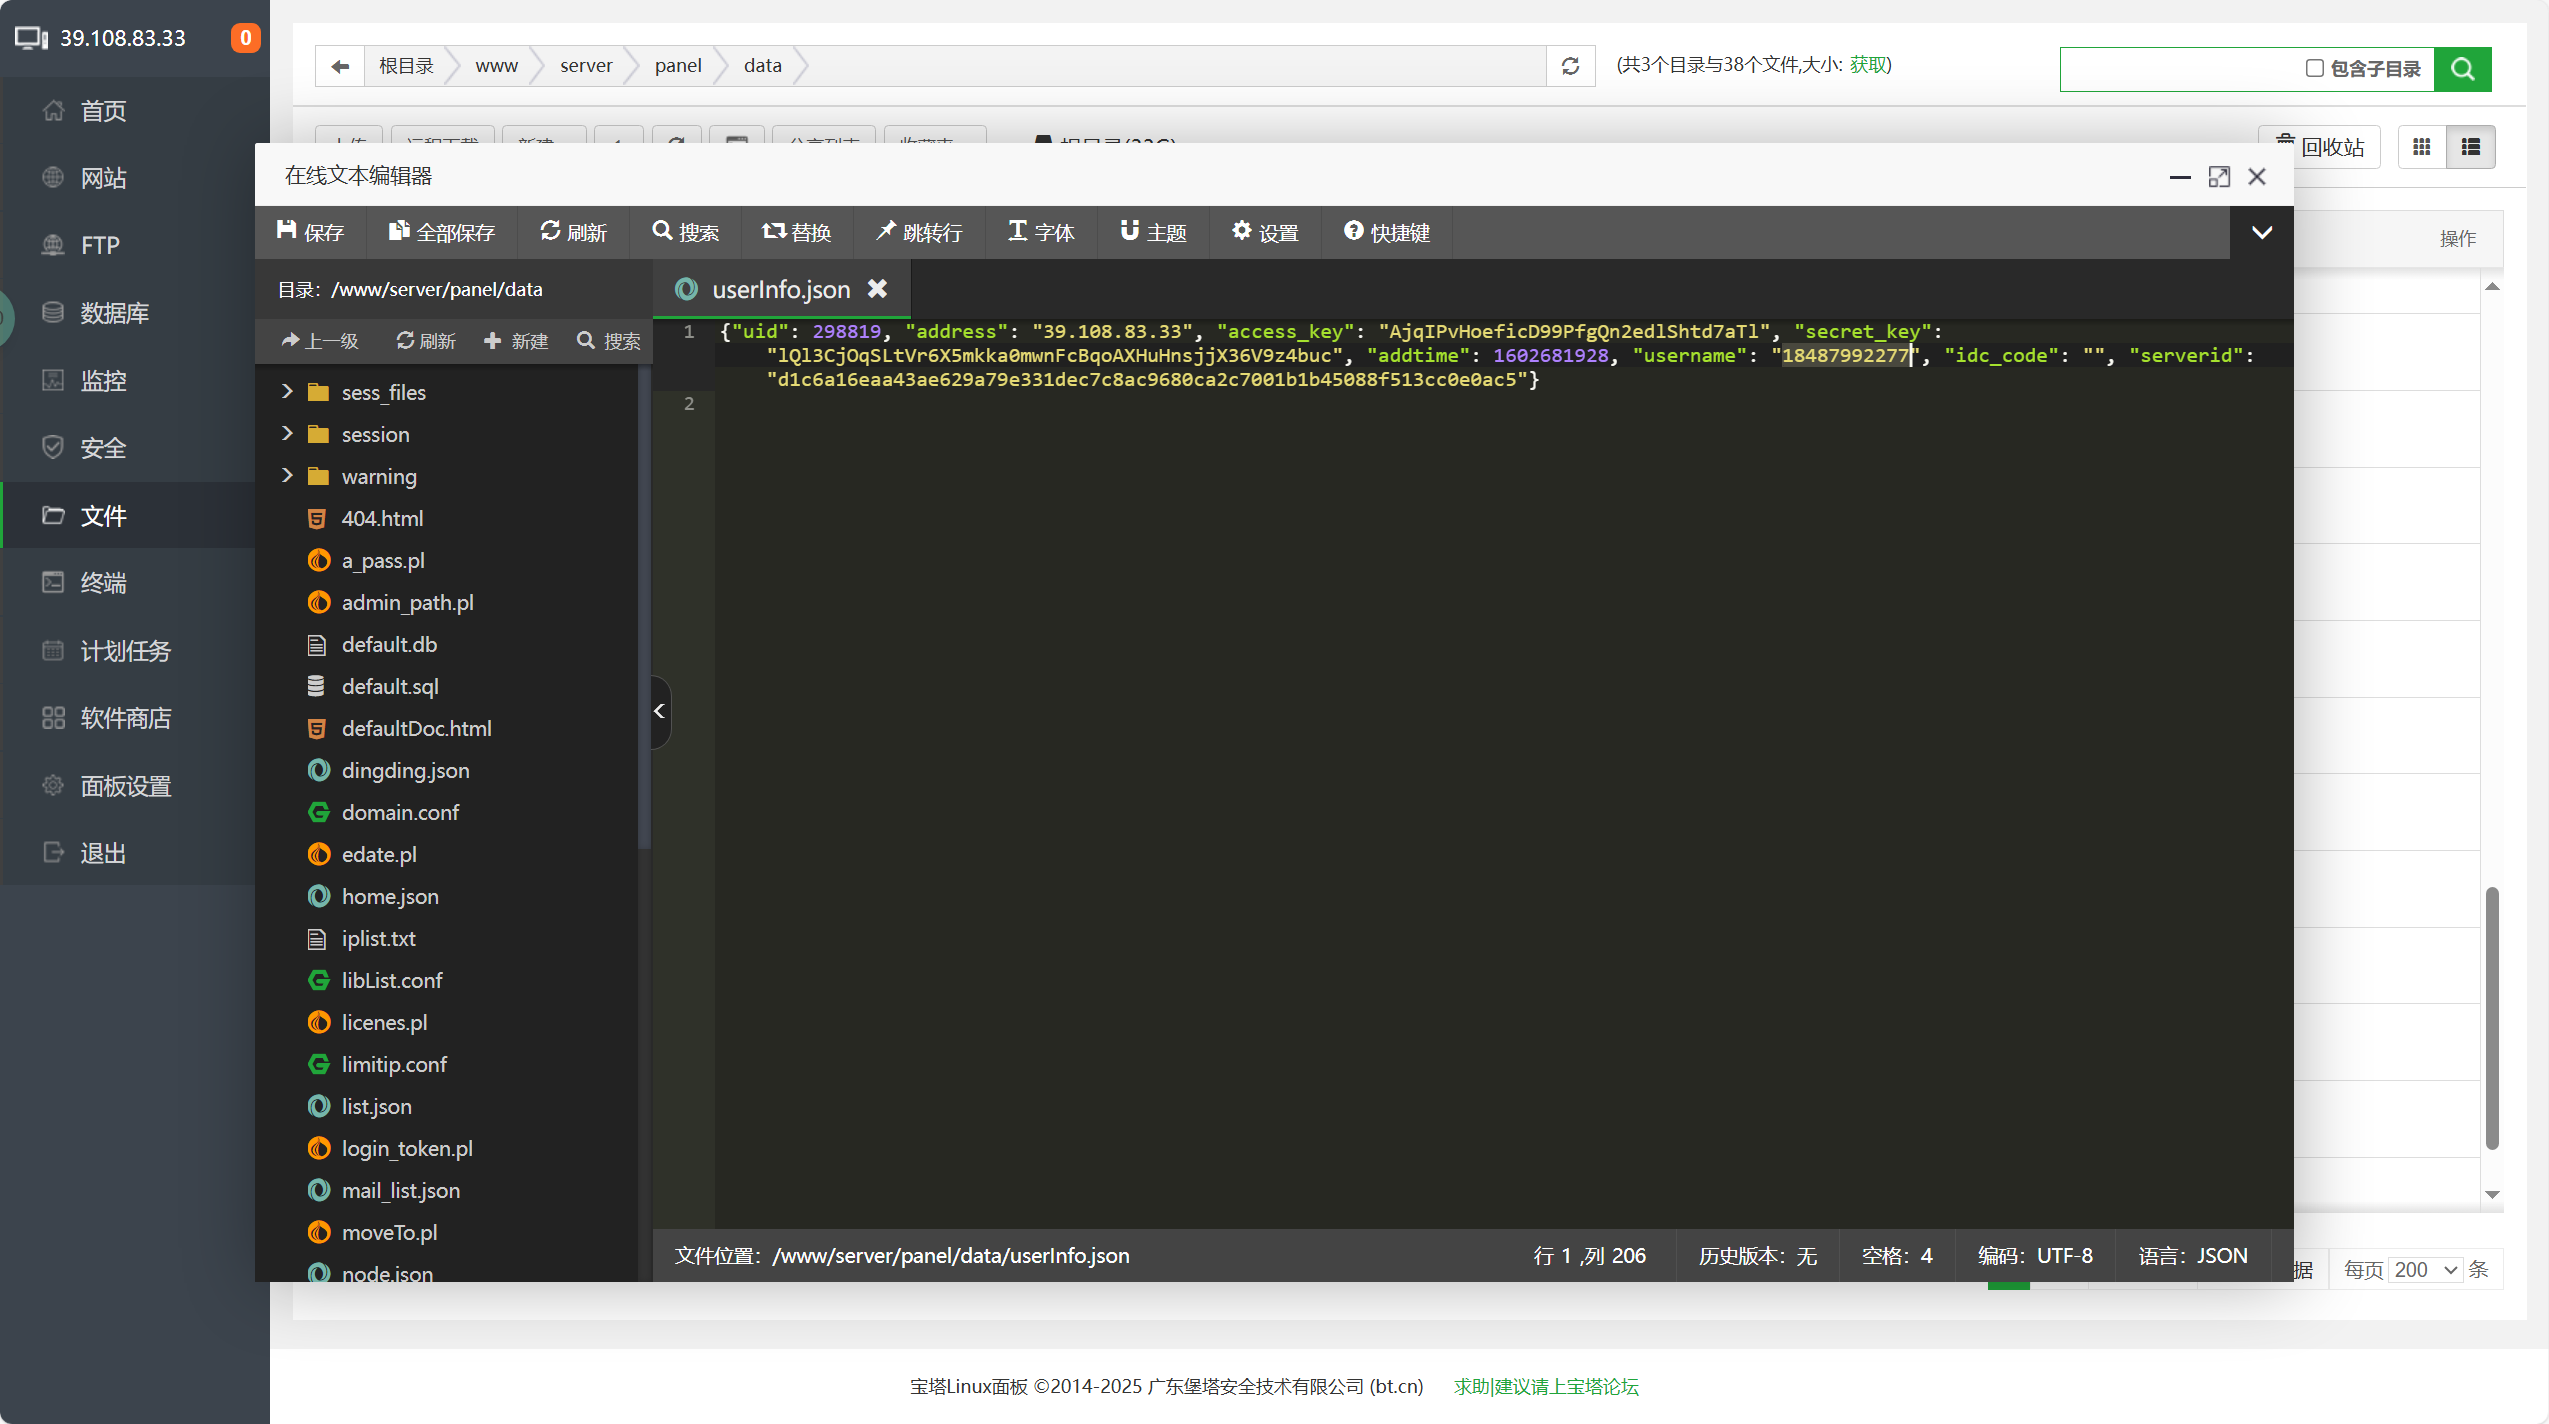 39.108.83.33
0
首页
网站
FTP
数据库
监控
安全
文件
终端
计划任务
软件商店
面板设置
退出
根目录
www
server
panel
data
(共3个目录与38个文件,大小: 获取)
包含子目录
回收站
操作
在线文本编辑器
保存
全部保存
刷新
搜索
替换
跳转行
字体
主题
设置
快捷键
目录：/www/server/panel/data
上一级
刷新
新建
搜索
sess_files
session
warning
404.html
a_pass.pl
admin_path.pl
default.db
default.sql
defaultDoc.html
dingding.json
domain.conf
edate.pl
home.json
iplist.txt
libList.conf
licenes.pl
limitip.conf
list.json
login_token.pl
mail_list.json
moveTo.pl
node.json
userInfo.json
1
{"uid": 298819, "address": "39.108.83.33", "access_key": "AjqIPvHoeficD99PfgQn2edlShtd7aTl", "secret_key":
"lQl3CjOqSLtVr6X5mkka0mwnFcBqoAXHuHnsjjX36V9z4buc", "addtime": 1602681928, "username": "18487992277", "idc_code": "", "serverid":
"d1c6a16eaa43ae629a79e331dec7c8ac9680ca2c7001b1b45088f513cc0e0ac5"}
2
文件位置：/www/server/panel/data/userInfo.json
行 1 ,列 206
历史版本：无
空格：4
编码：UTF-8
语言：JSON
据
每页
200
条
宝塔Linux面板 ©2014-2025 广东堡塔安全技术有限公司 (bt.cn)
求助|建议请上宝塔论坛